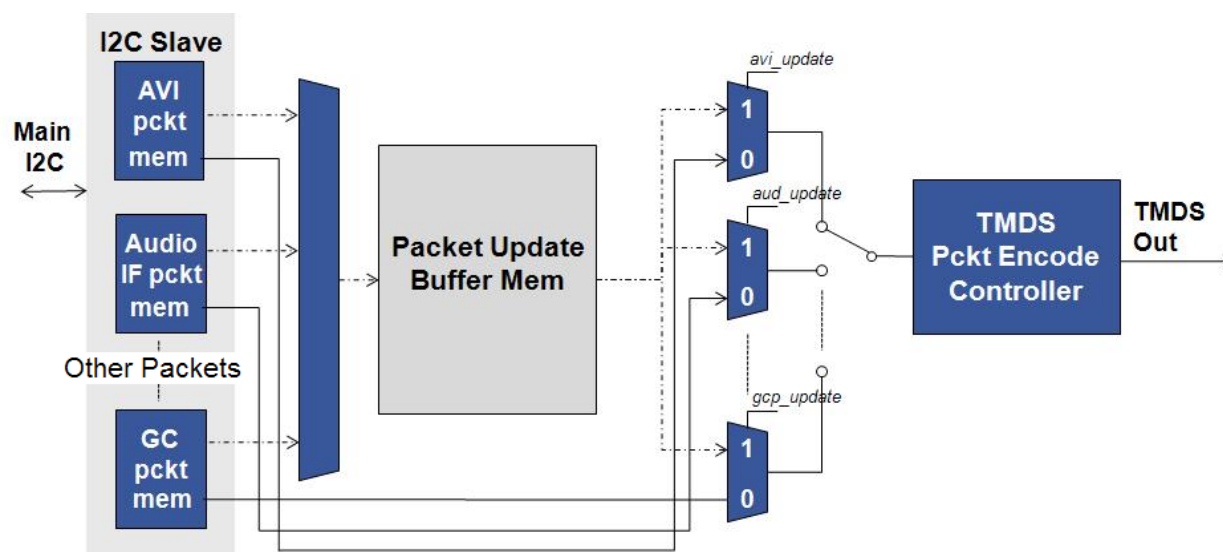 I2C Slave
AVI
pckt
mem
Main
I2C
Audio
IF pckt
mem
Other Packets
GC
pckt
mem
Packet Update
Buffer Mem
avi_update
1
0
aud_update
1
0
gcp_update
1
0
TMDS
Pckt Encode
Controller
TMDS
Out